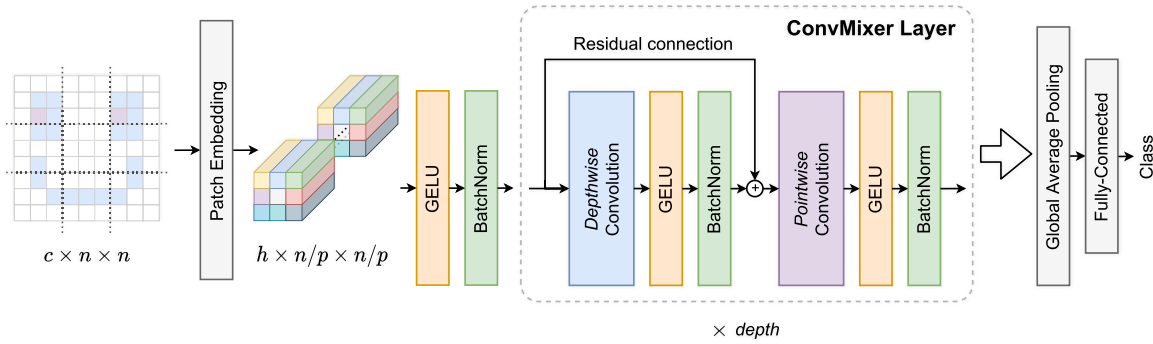 c × n × n
Patch Embedding
h × n/p × n/p
GELU
BatchNorm
ConvMixer Layer
Residual connection
Depthwise
Convolution
GELU
BatchNorm
+
Pointwise
Convolution
GELU
BatchNorm
× depth
Global Average Pooling
Fully-Connected
Class